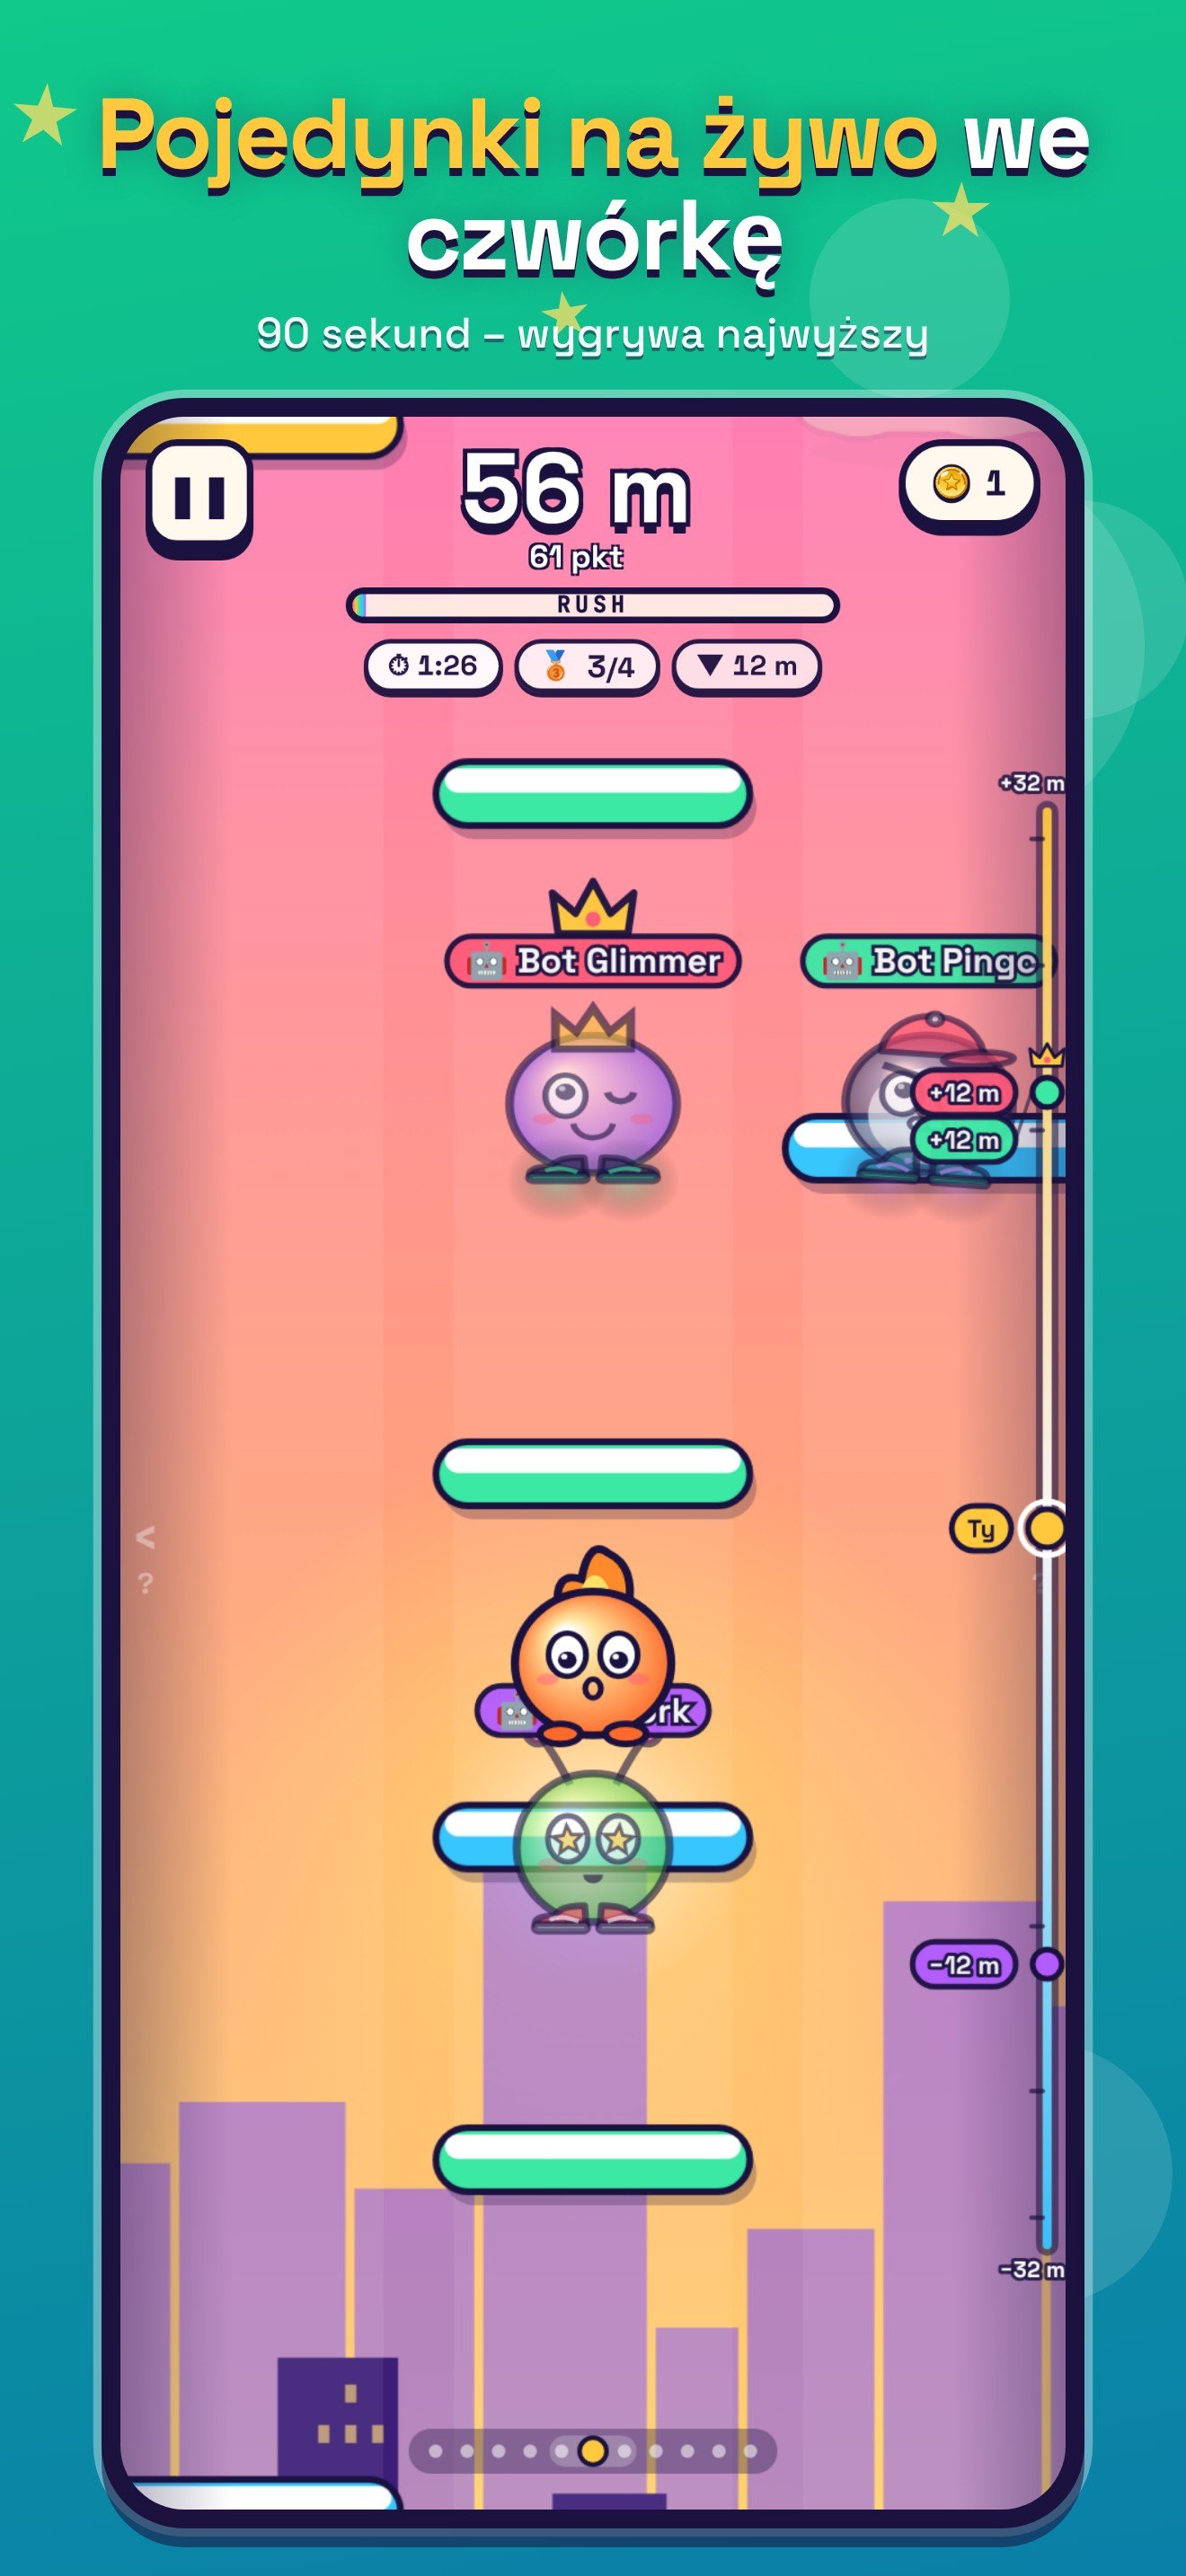 Pojedynki na żywo we
czwórkę
90 sekund – wygrywa najwyższy
56 m
1
61 pkt
RUSH
1:26
3/4
▼ 12 m
+32 m
Bot Glimmer
Bot Pingo
+12 m
+12 m
<
?
Ty
-12 m
-32 m